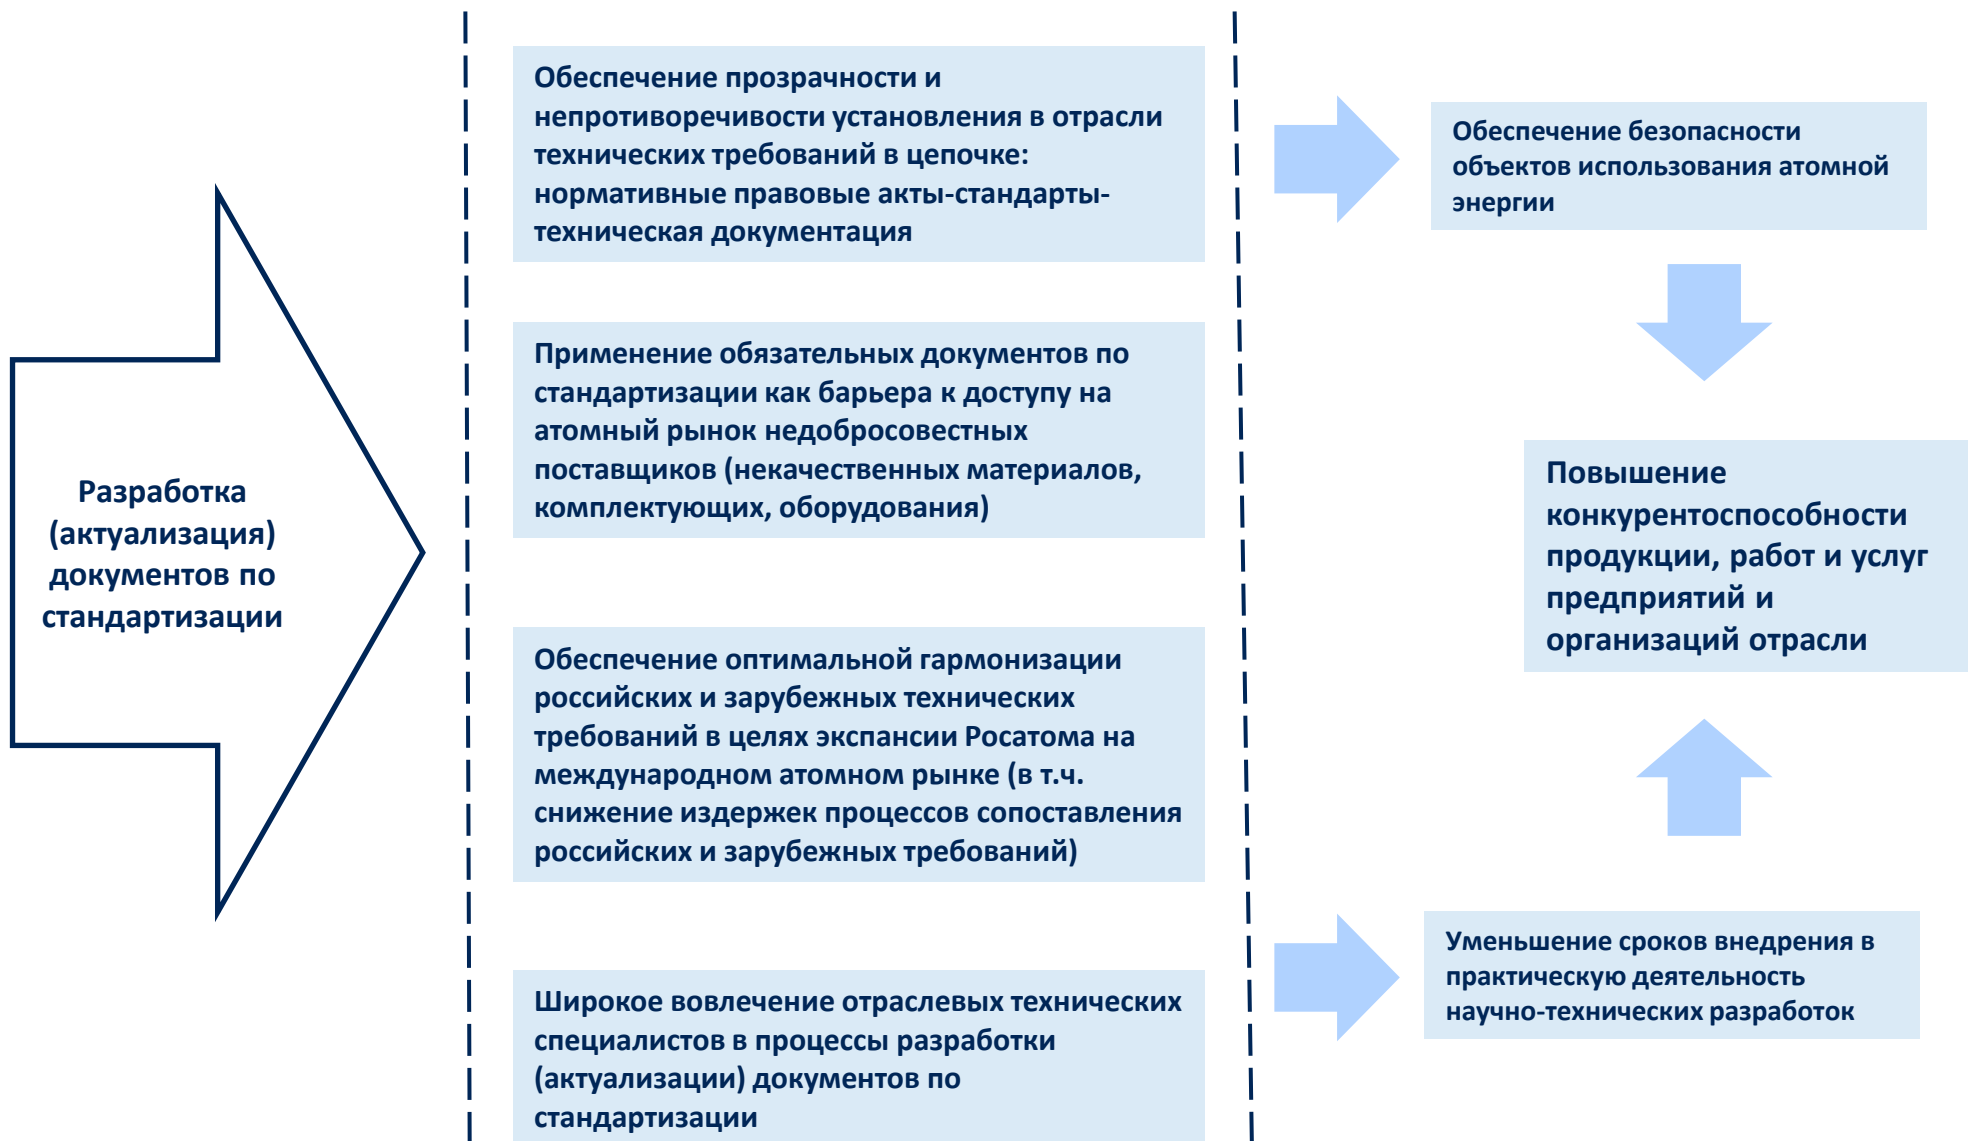 Разработка
(актуализация)
документов по
стандартизации
Обеспечение прозрачности и
непротиворечивости установления в отрасли
технических требований в цепочке:
нормативные правовые акты-стандарты-
техническая документация
Применение обязательных документов по
стандартизации как барьера к доступу на
атомный рынок недобросовестных
поставщиков (некачественных материалов,
комплектующих, оборудования)
Обеспечение оптимальной гармонизации
российских и зарубежных технических
требований в целях экспансии Росатома на
международном атомном рынке (в т.ч.
снижение издержек процессов сопоставления
российских и зарубежных требований)
Широкое вовлечение отраслевых технических
специалистов в процессы разработки
(актуализации) документов по
стандартизации
Обеспечение безопасности
объектов использования атомной
энергии
Повышение
конкурентоспособности
продукции, работ и услуг
предприятий и
организаций отрасли
Уменьшение сроков внедрения в
практическую деятельность
научно-технических разработок